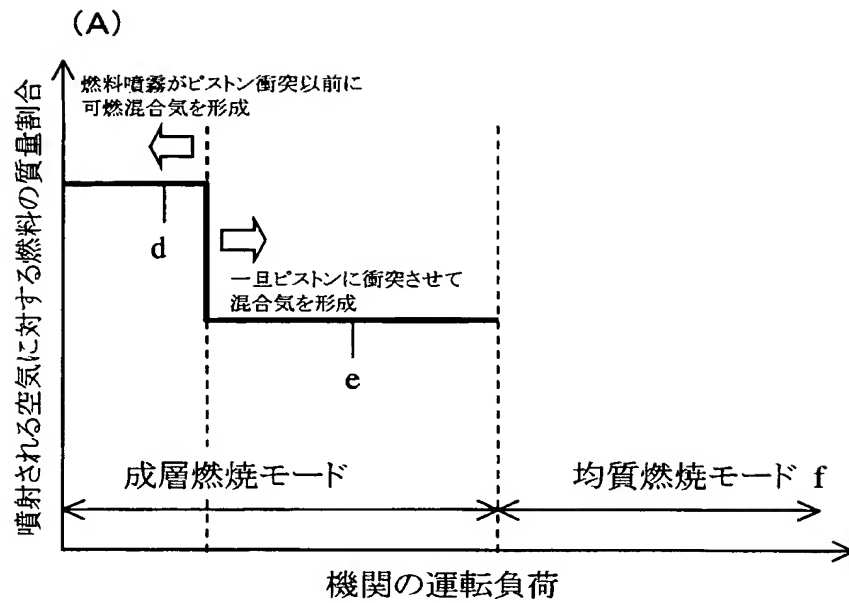 (A)
燃料噴霧がピストン衝突以前に
可燃混合気を形成
噴射される空気に対する燃料の質量割合
d
一旦ピストンに衝突させて
混合気を形成
e
成層燃焼モード
均質燃焼モード f
機関の運転負荷